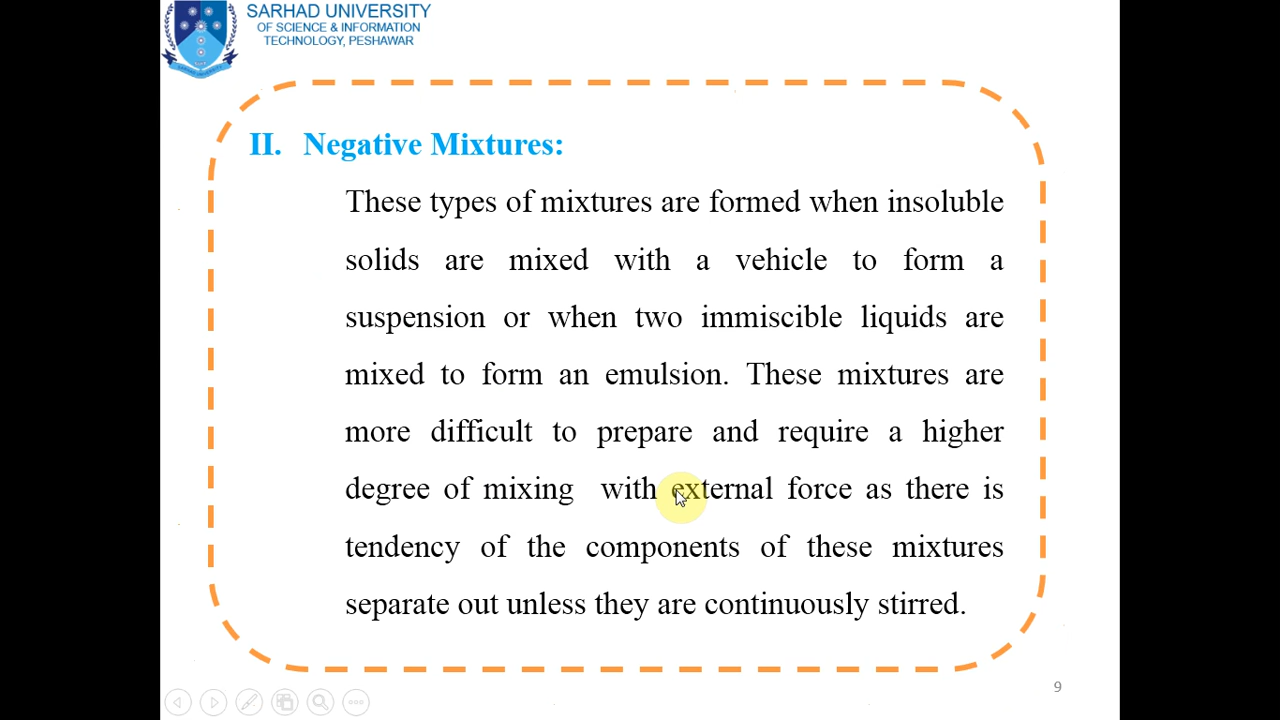 SARHAD UNIVERSITY
OF SCIENCE & INFORMATION
TECHNOLOGY, PESHAWAR
II. Negative Mixtures:
These types of mixtures are formed when insoluble
solids are mixed with a vehicle to form a
suspension or when two immiscible liquids are
mixed to form an emulsion. These mixtures are
more difficult to prepare and require a higher
degree of mixing with external force as there is
tendency of the components of these mixtures
separate out unless they are continuously stirred.
9